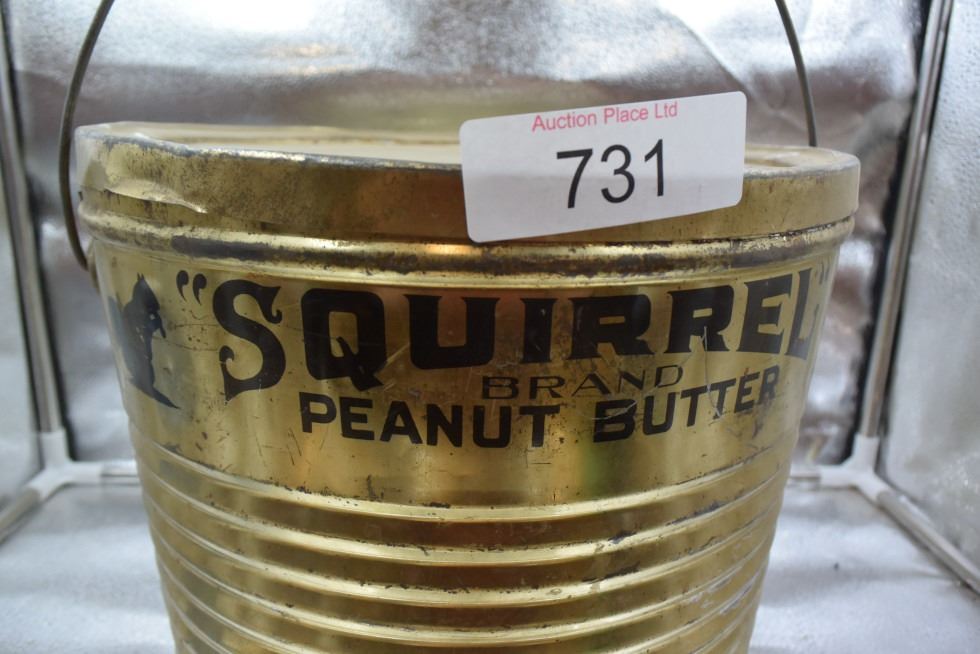 Auction Place Ltd
731
"SQUIRREL"
BRAND
PEANUT BUTTER